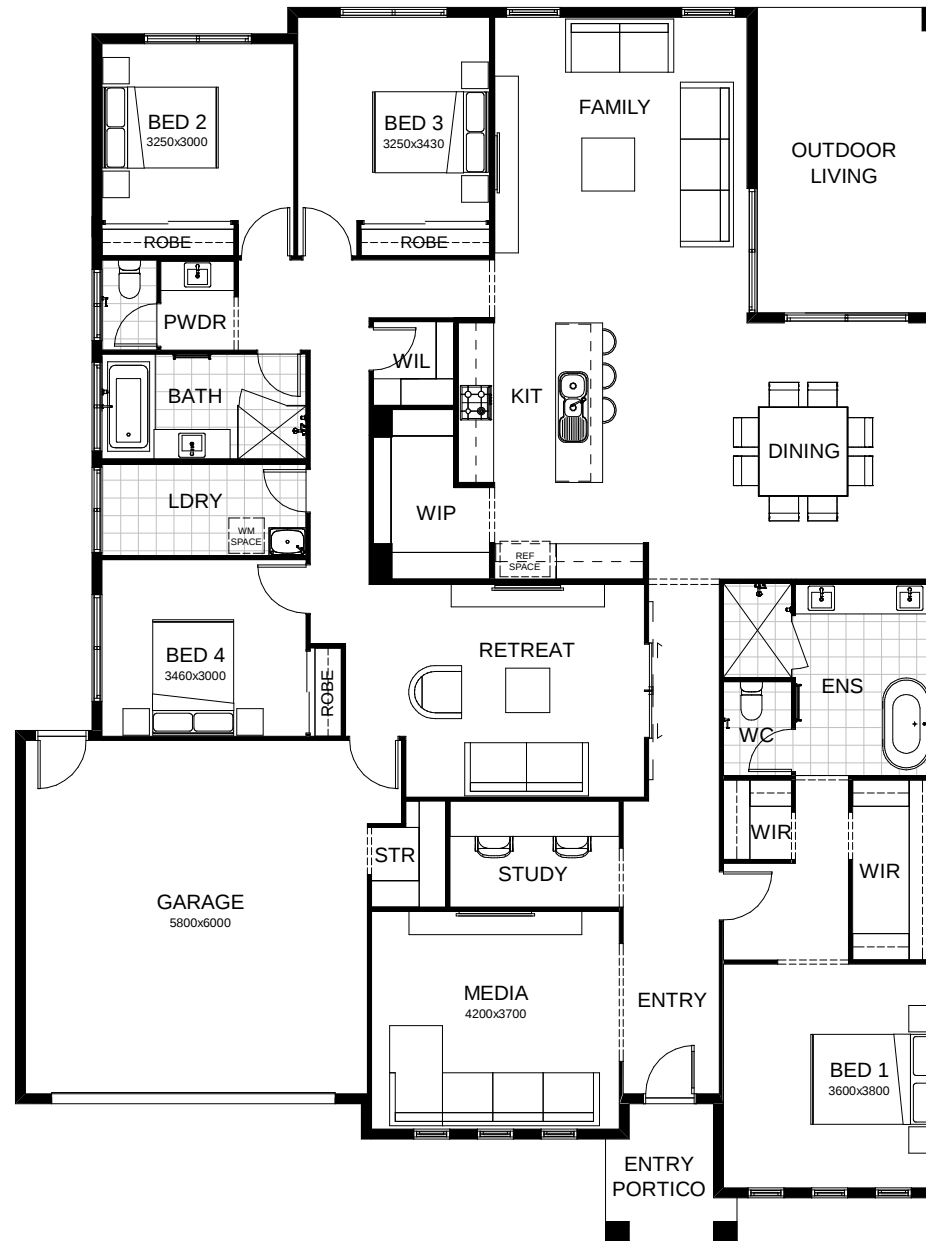 FAMILY
BED 2
3250x3000
BED 3
3250x3430
OUTDOOR
LIVING
ROBE
ROBE
PWDR
WIL
BATH
KIT
DINING
LDRY
WIP
WM
SPACE
REF
SPACE
BED 4
3460x3000
ROBE
RETREAT
ENS
WC
WIR
WIR
STR
STUDY
GARAGE
5800x6000
MEDIA
4200x3700
ENTRY
BED 1
3600x3800
ENTRY
PORTICO